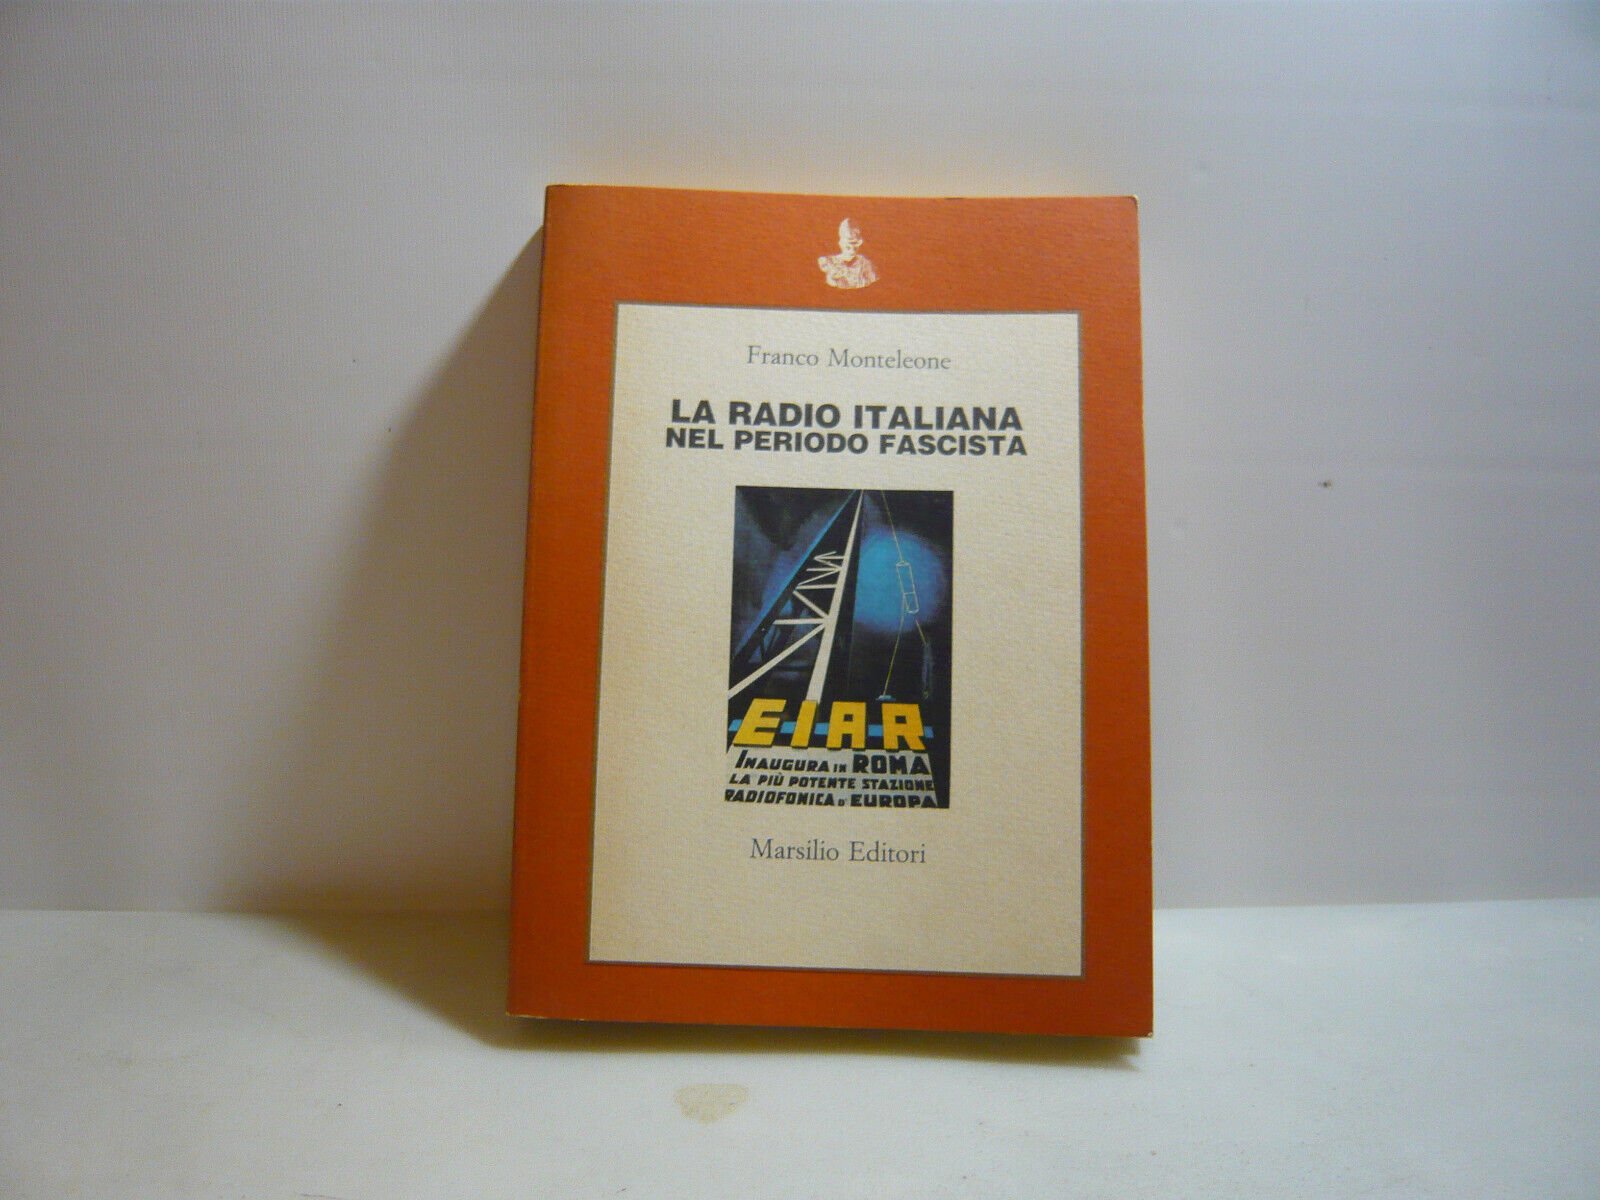 Franco Monteleone
LA RADIO ITALIANA
NEL PERIODO FASCISTA
EIAR
INAUGURA IN ROMA
LA PIÙ POTENTE STAZIONE
RADIOFONICA D'EUROPA
Marsilio Editori